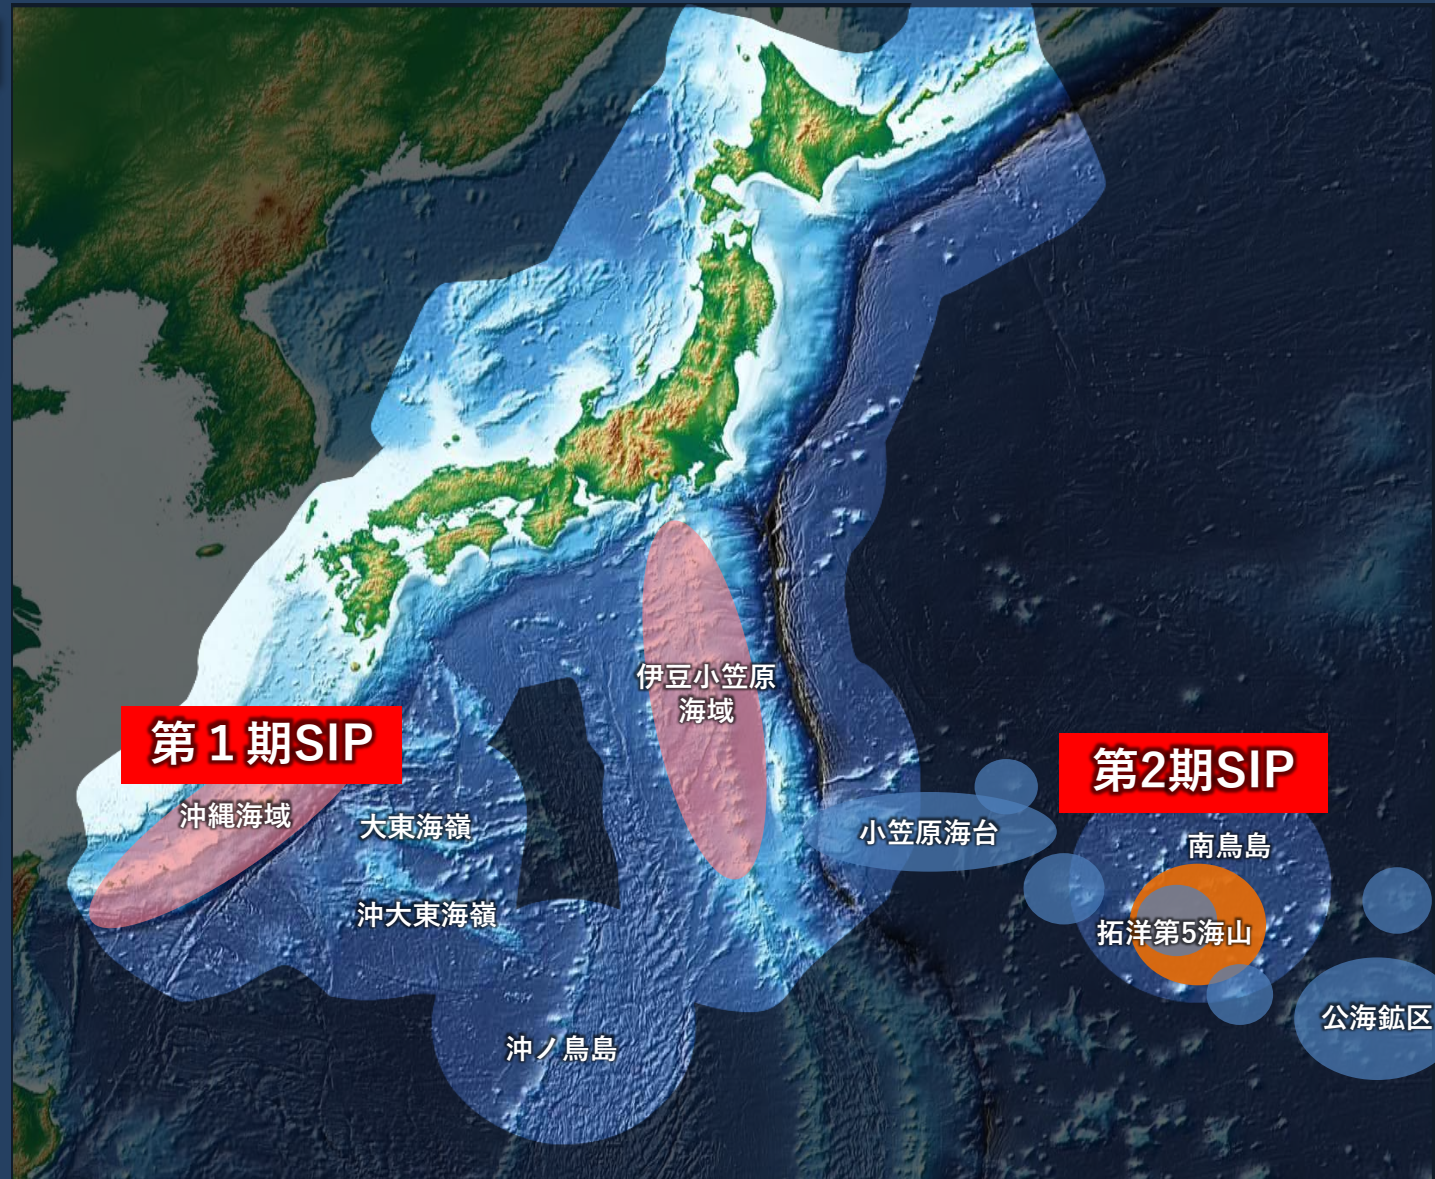 伊豆小笠原
海域
第１期SIP
沖縄海域
大東海嶺
沖大東海嶺
沖ノ鳥島
小笠原海台
第2期SIP
南鳥島
拓洋第5海山
公海鉱区